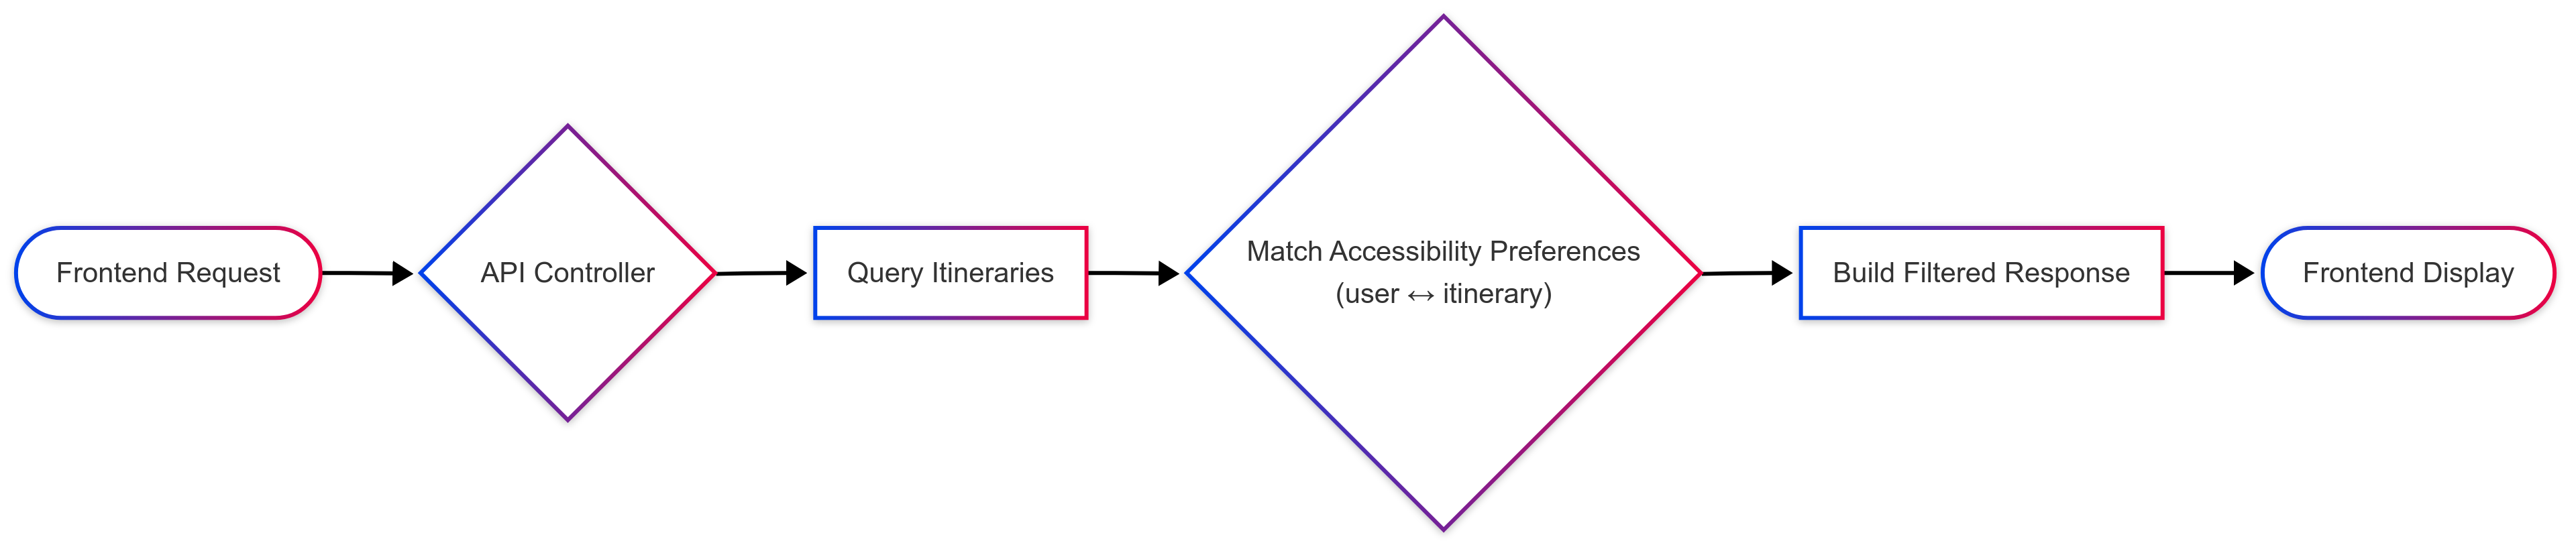 Frontend Request
API Controller
Query Itineraries
Match Accessibility Preferences
(user ↔ itinerary)
Build Filtered Response
Frontend Display